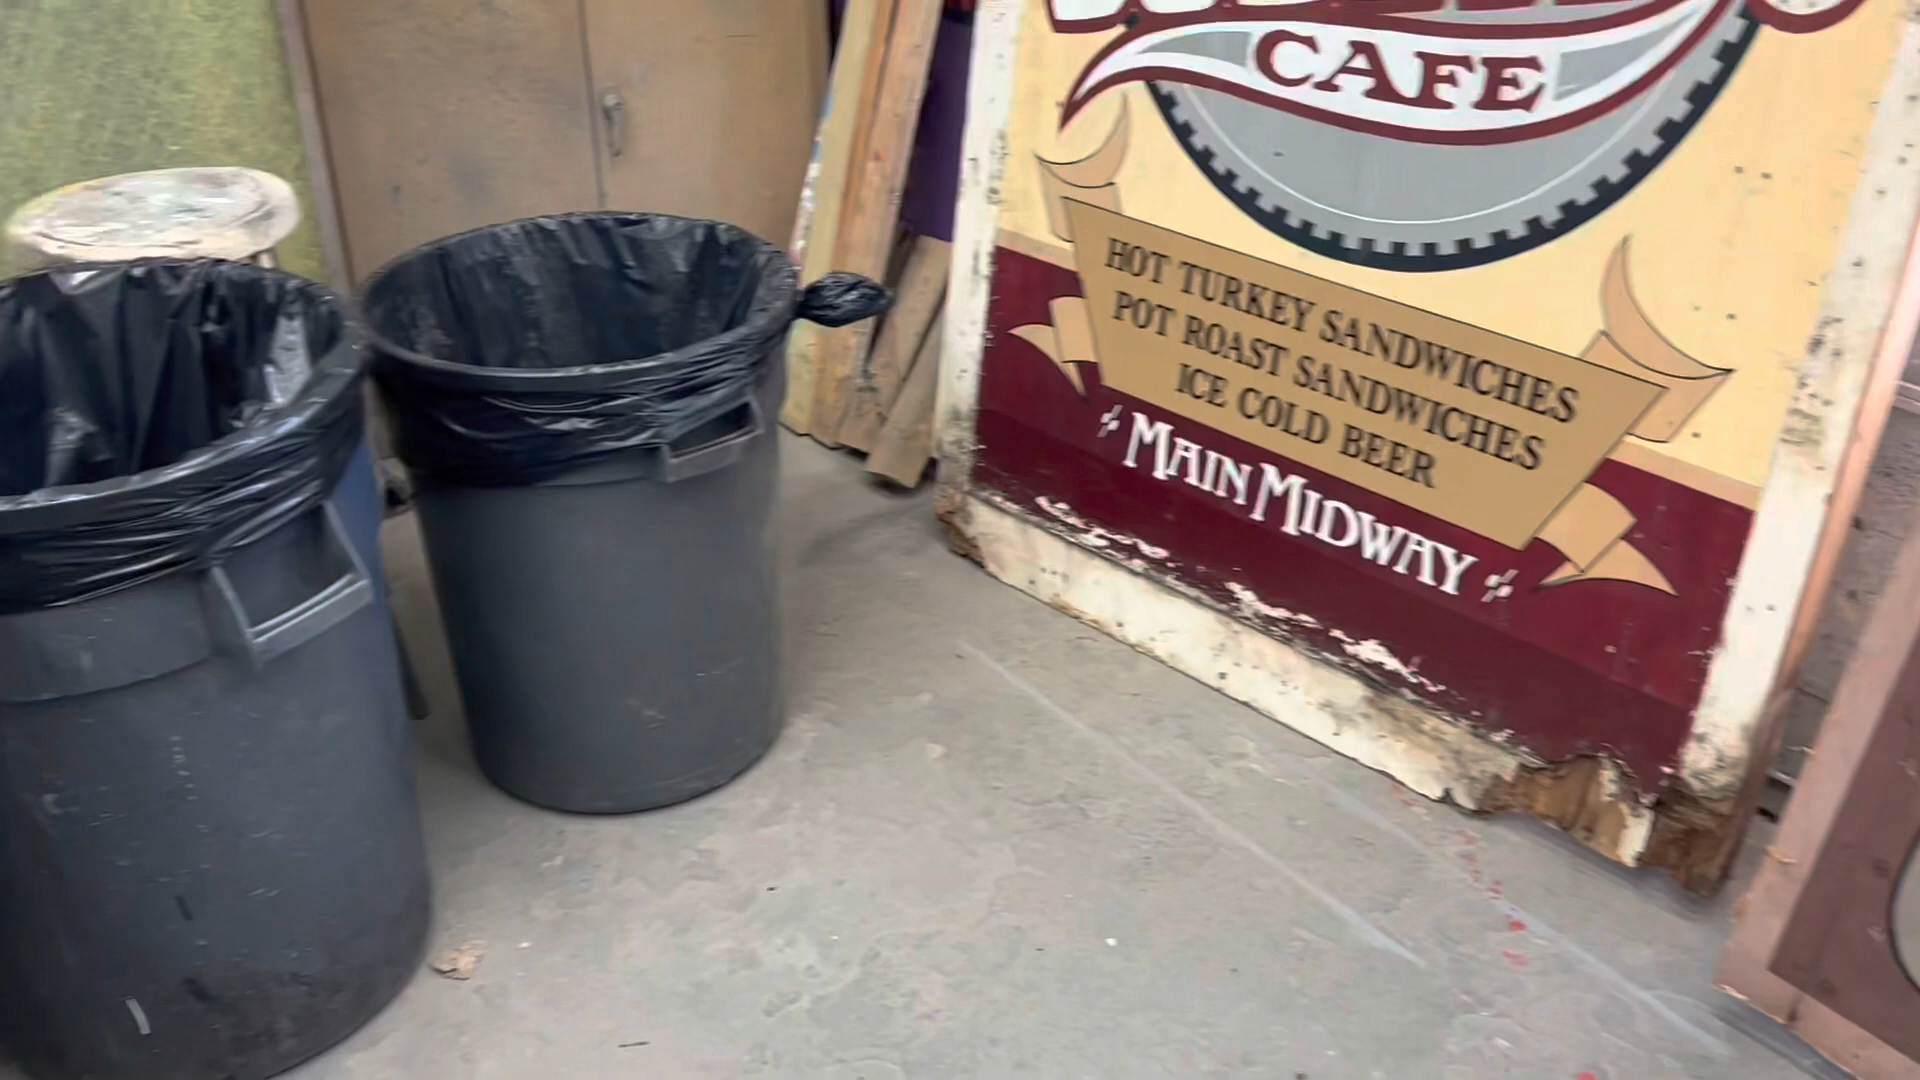 CAFE
HOT TURKEY SANDWICHES
POT ROAST SANDWICHES
ICE COLD BEER
MAIN MIDWAY